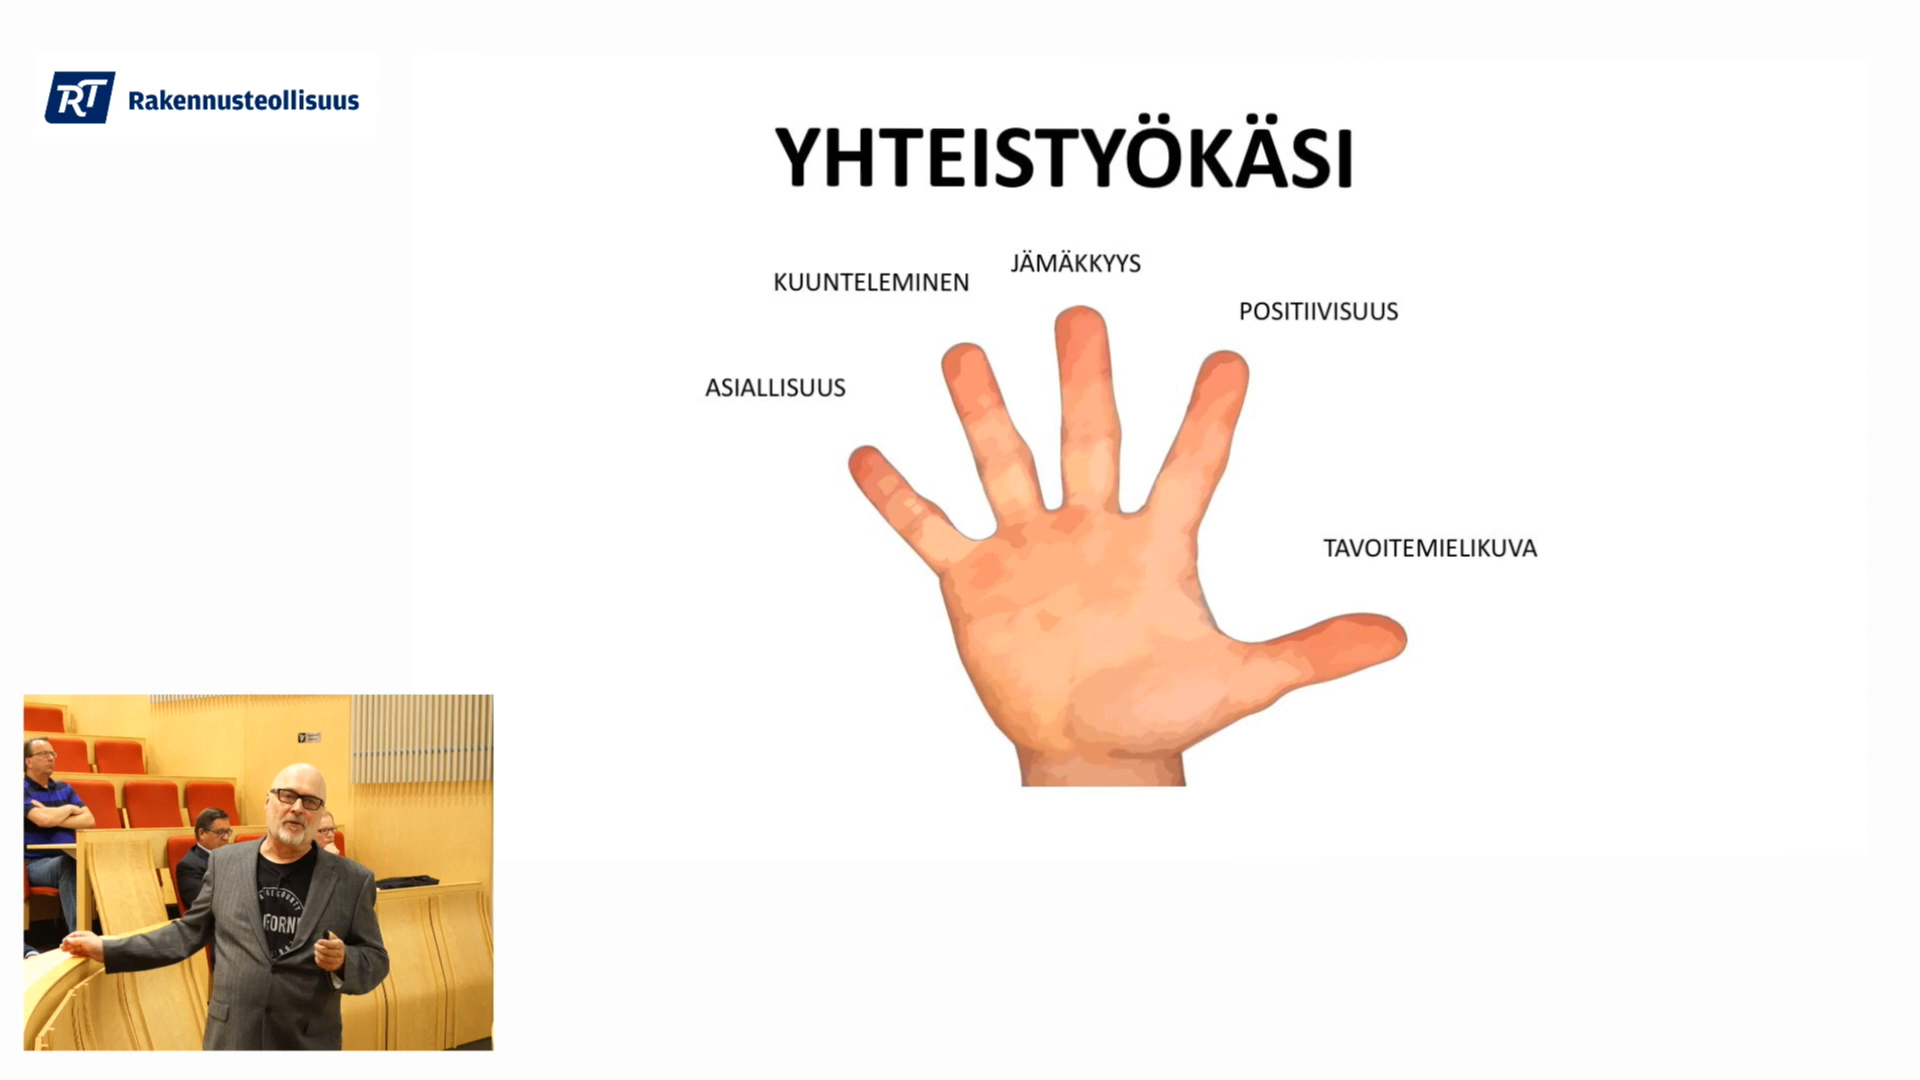 RT Rakennusteollisuus
YHTEISTYÖKÄSI
JÄMÄKKYYS
KUUNTELEMINEN
POSITIIVISUUS
ASIALLISUUS
TAVOITEMIELIKUVA